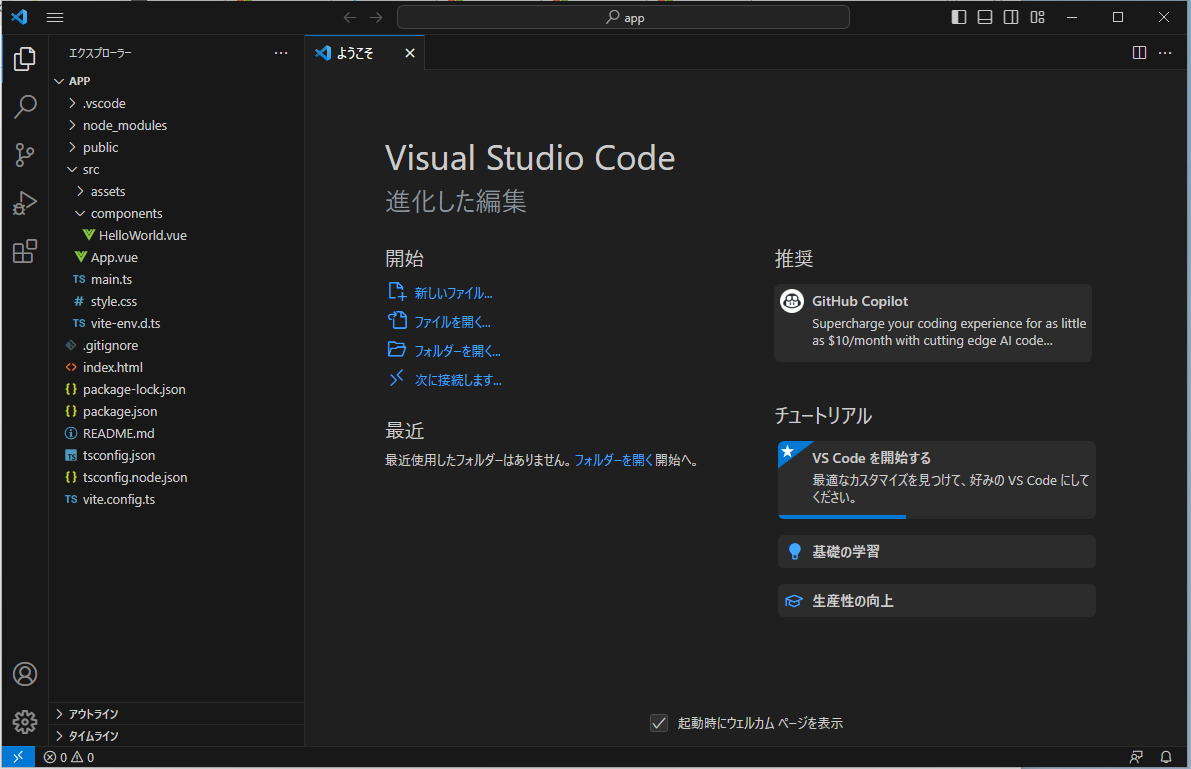 app
エクスプローラー
ようこそ
APP
.vscode
node_modules
public
src
assets
components
HelloWorld.vue
App.vue
TS main.ts
# style.css
TS vite-env.d.ts
.gitignore
<> index.html
{} package-lock.json
{} package.json
README.md
TS tsconfig.json
{} tsconfig.node.json
TS vite.config.ts
アウトライン
タイムライン
Visual Studio Code
進化した編集
開始
新しいファイル...
ファイルを開く...
フォルダーを開く...
次に接続します...
最近
最近使用したフォルダーはありません。フォルダーを開く開始へ。
推奨
GitHub Copilot
Supercharge your coding experience for as little
as $10/month with cutting edge AI code...
チュートリアル
VS Code を開始する
最適なカスタマイズを見つけて、好みの VS Code にして
ください。
基礎の学習
生産性の向上
起動時にウェルカム ページを表示
0 0